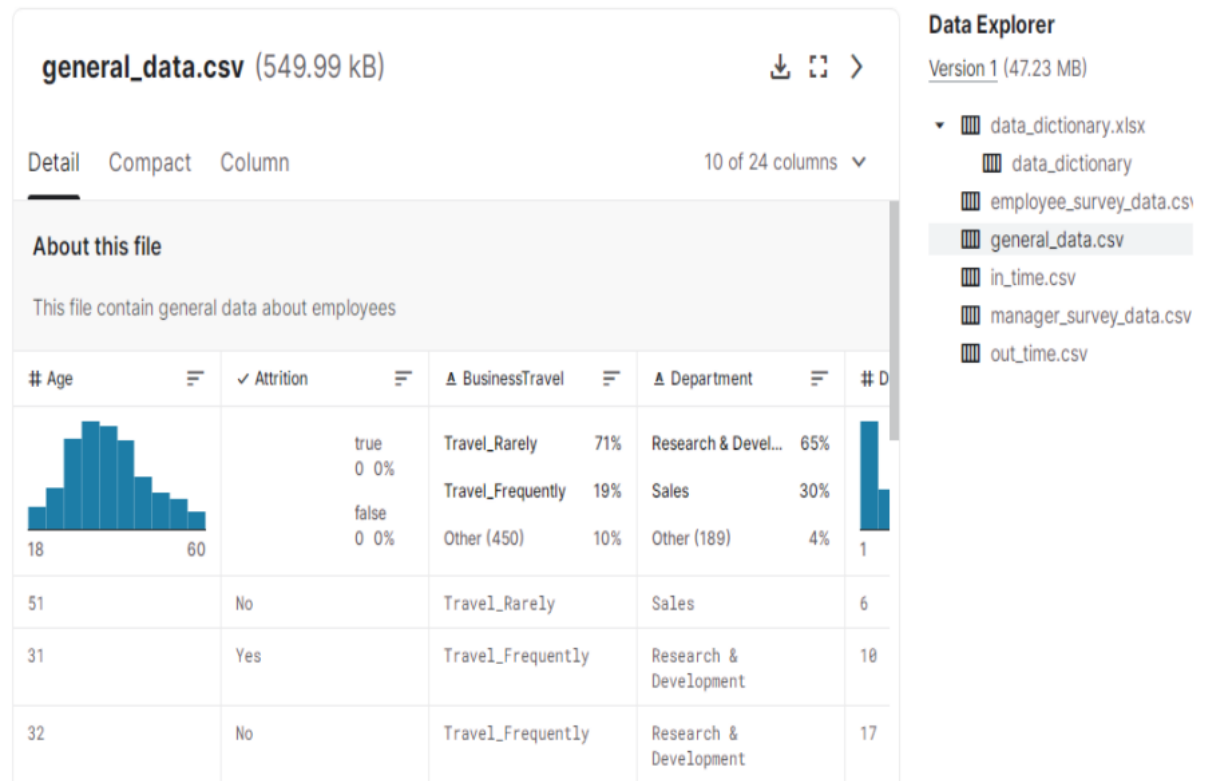 general_data.csv (549.99 kB)
Detail Compact Column
10 of 24 columns
About this file
This file contain general data about employees
# Age
Attrition
A BusinessTravel
A Department
# D
18 60
true
0 0%
false
0 0%
Travel_Rarely 71%
Travel_Frequently 19%
Other (450) 10%
Research & Devel... 65%
Sales 30%
Other (189) 4%
1
51 No Travel_Rarely Sales 6
31 Yes Travel_Frequently Research & 10
Development
32 No Travel_Frequently Research & 17
Development
Data Explorer
Version 1 (47.23 MB)
data_dictionary.xlsx
data_dictionary
employee_survey_data.csv
general_data.csv
in_time.csv
manager_survey_data.csv
out_time.csv